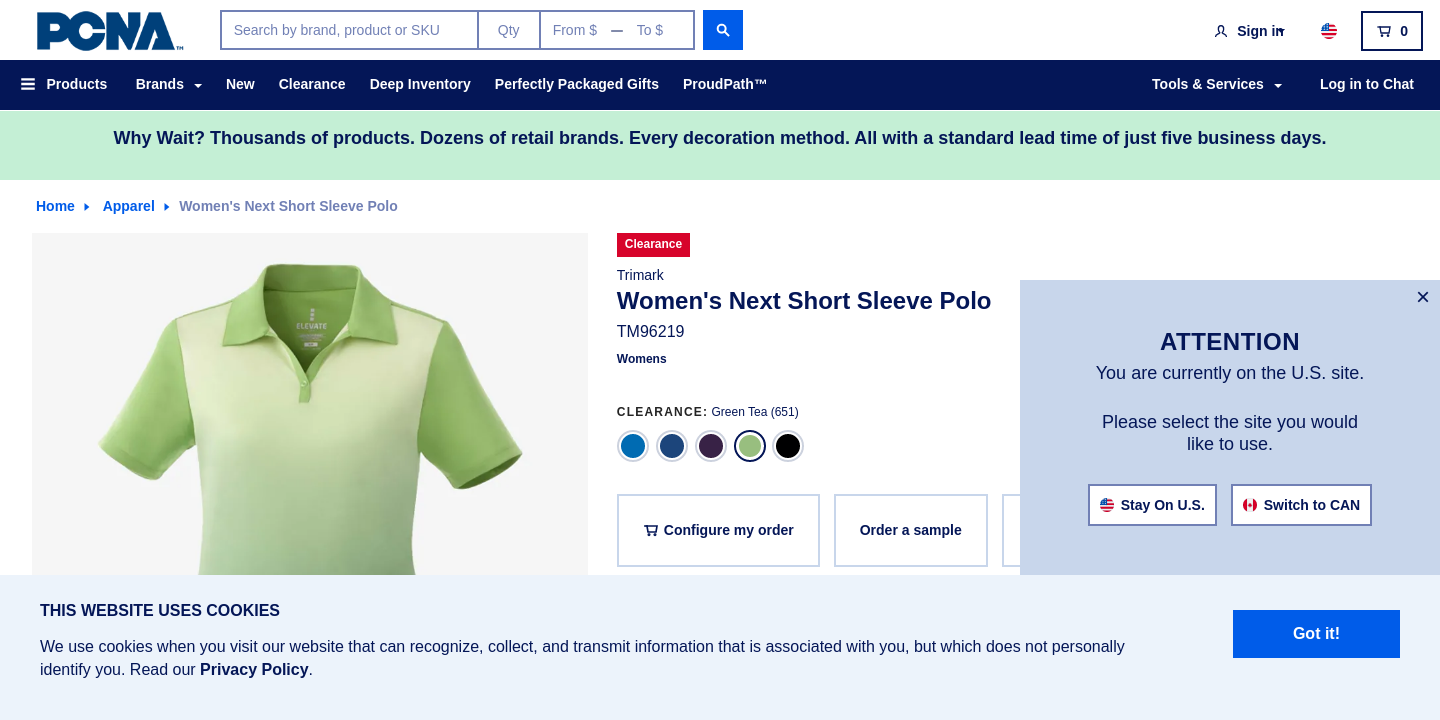 PCNA™
Search by brand, product or SKU
Qty
From $ — To $
Sign in
0
Products
Brands
New
Clearance
Deep Inventory
Perfectly Packaged Gifts
ProudPath™
Tools & Services
Log in to Chat
Why Wait? Thousands of products. Dozens of retail brands. Every decoration method. All with a standard lead time of just five business days.
Home
Apparel
Women's Next Short Sleeve Polo
ELEVATE
Clearance
Trimark
Women's Next Short Sleeve Polo
TM96219
Womens
CLEARANCE: Green Tea (651)
Configure my order
Order a sample
×
ATTENTION
You are currently on the U.S. site.
Please select the site you would
like to use.
Stay On U.S.
Switch to CAN
THIS WEBSITE USES COOKIES
We use cookies when you visit our website that can recognize, collect, and transmit information that is associated with you, but which does not personally
identify you. Read our Privacy Policy.
Got it!